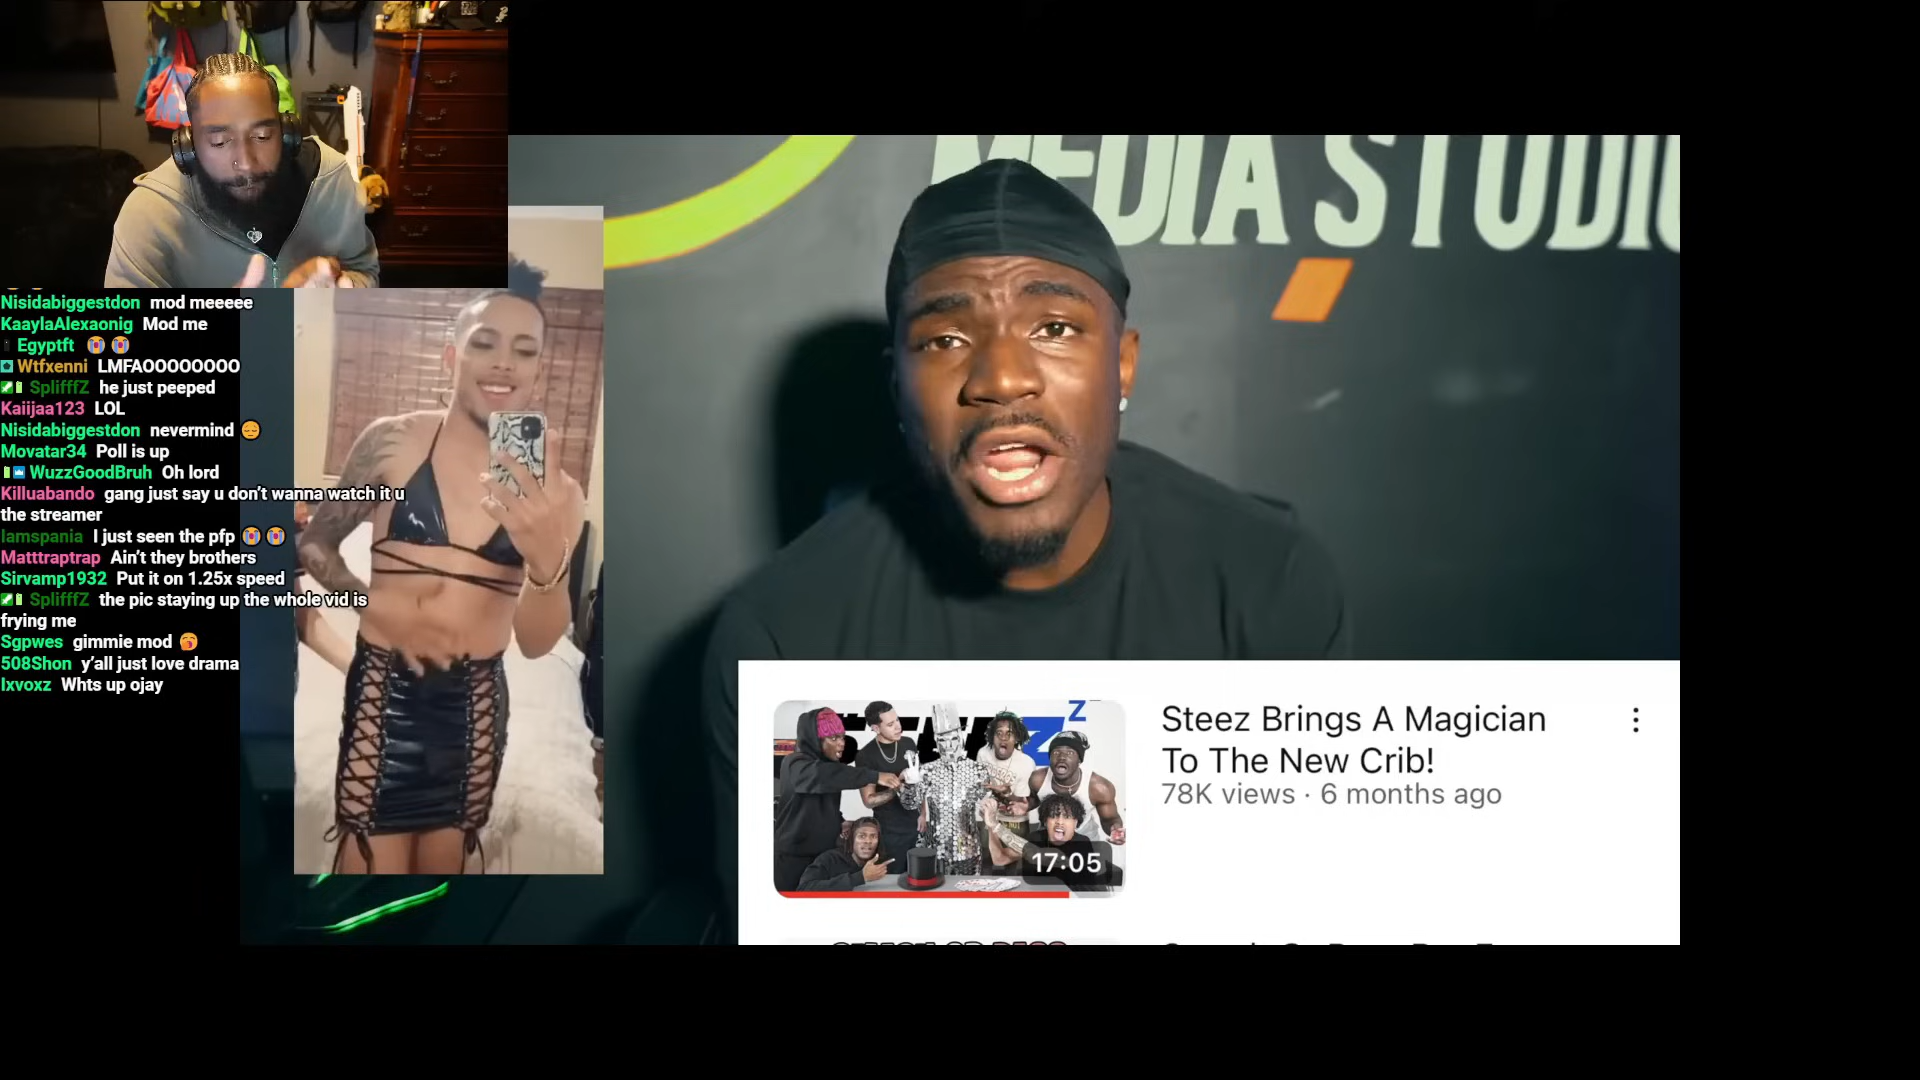 MEDIA STUDIO
Nisidabiggestdon mod meeeee
KaaylaAlexaonig Mod me
Egyptft 😭 😭
Wtfxenni LMFAOOOOOOOO
SplifffZ he just peeped
Kaiijaa123 LOL
Nisidabiggestdon nevermind 😔
Movatar34 Poll is up
WuzzGoodBruh Oh lord
Killuabando gang just say u don't wanna watch it u
the streamer
Iamspania I just seen the pfp 😭 😭
Matttraptrap Ain't they brothers
Sirvamp1932 Put it on 1.25x speed
SplifffZ the pic staying up the whole vid is
frying me
Sgpwes gimmie mod 🥱
508Shon y'all just love drama
Ixvoxz Whts up ojay
Z
17:05
Steez Brings A Magician
To The New Crib!
78K views · 6 months ago